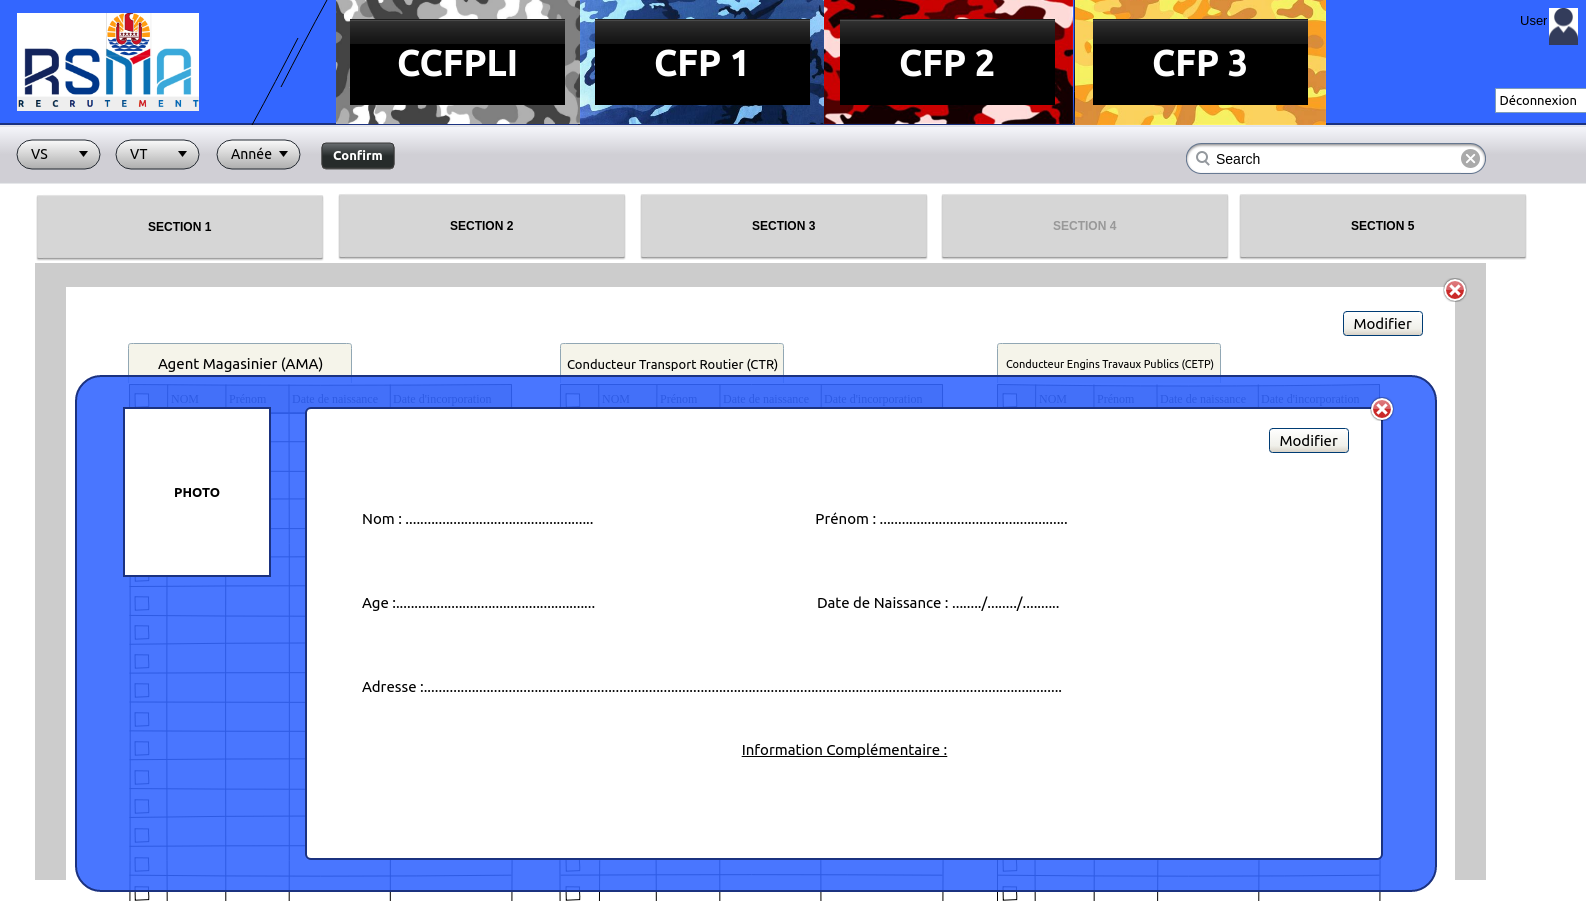 RSMA
RECRUTEMENT
CCFPLI
CFP 1
CFP 2
CFP 3
User
Déconnexion
VS
VT
Année
Confirm
Search
SECTION 1
SECTION 2
SECTION 3
SECTION 4
SECTION 5
Modifier
Agent Magasinier (AMA)
Conducteur Transport Routier (CTR)
Conducteur Engins Travaux Publics (CETP)
NOM Prénom Date de naissance Date d'incorporation
NOM Prénom Date de naissance Date d'incorporation
NOM Prénom Date de naissance Date d'incorporation
PHOTO
Modifier
Nom : ...................................................
Prénom : ...................................................
Age :......................................................
Date de Naissance : ......../......../..........
Adresse :.............................................................................................................................................................................
Information Complémentaire :